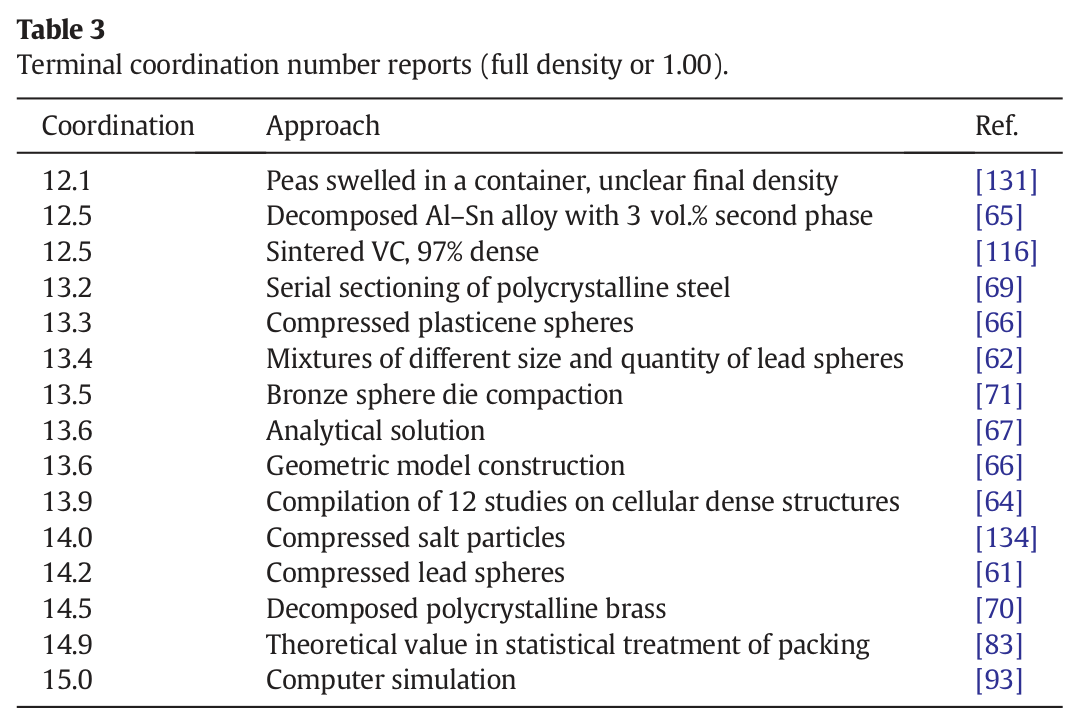 Table 3
Terminal coordination number reports (full density or 1.00).
Coordination Approach Ref.
12.1 Peas swelled in a container, unclear final density [131]
12.5 Decomposed Al–Sn alloy with 3 vol.% second phase [65]
12.5 Sintered VC, 97% dense [116]
13.2 Serial sectioning of polycrystalline steel [69]
13.3 Compressed plasticene spheres [66]
13.4 Mixtures of different size and quantity of lead spheres [62]
13.5 Bronze sphere die compaction [71]
13.6 Analytical solution [67]
13.6 Geometric model construction [66]
13.9 Compilation of 12 studies on cellular dense structures [64]
14.0 Compressed salt particles [134]
14.2 Compressed lead spheres [61]
14.5 Decomposed polycrystalline brass [70]
14.9 Theoretical value in statistical treatment of packing [83]
15.0 Computer simulation [93]